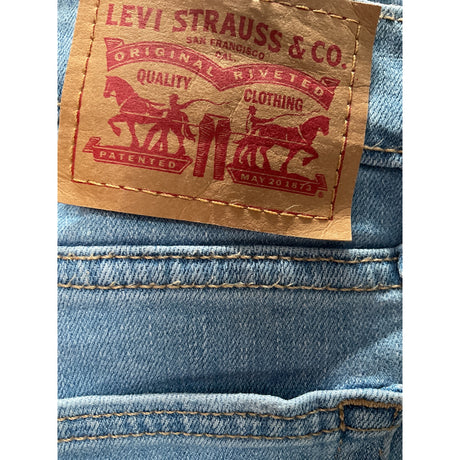 LEVI STRAUSS & CO.
SAN FRANCISCO
CAL.
ORIGINAL RIVETED
QUALITY CLOTHING
PATENTED MAY 20 1873
®